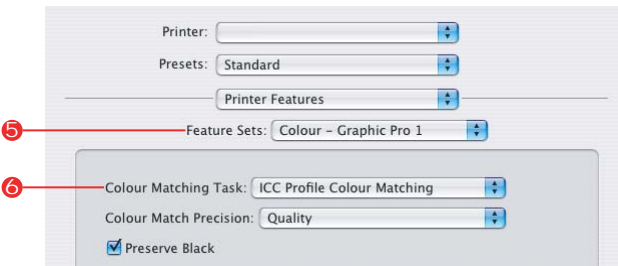 Printer:
Presets: Standard
Printer Features
5 Feature Sets: Colour – Graphic Pro 1
6 Colour Matching Task: ICC Profile Colour Matching
Colour Match Precision: Quality
Preserve Black